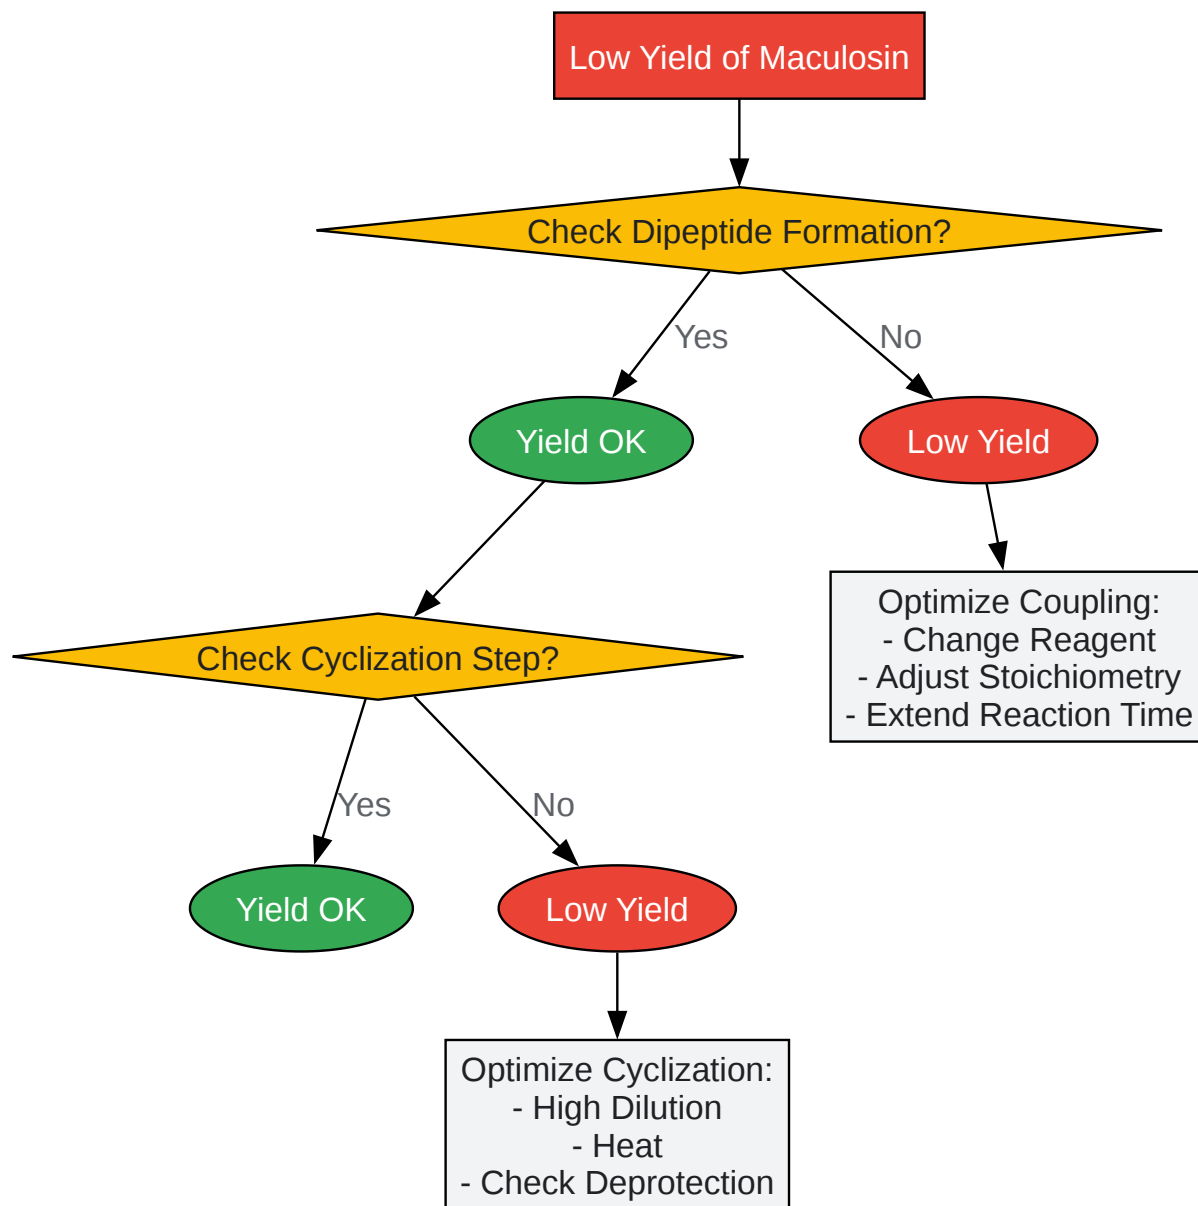 Low Yield of Maculosin
Check Dipeptide Formation?
Yes
No
Yield OK
Low Yield
Optimize Coupling:
- Change Reagent
- Adjust Stoichiometry
- Extend Reaction Time
Check Cyclization Step?
Yes
No
Yield OK
Low Yield
Optimize Cyclization:
- High Dilution
- Heat
- Check Deprotection